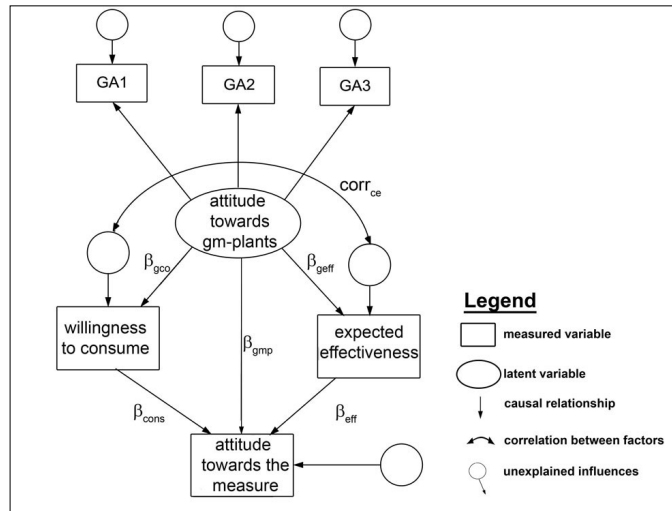 GA1
GA2
GA3
corr_ce
attitude
towards
gm-plants
β_gco
β_geff
willingness
to consume
β_gmp
expected
effectiveness
β_cons
β_eff
attitude
towards the
measure
Legend
measured variable
latent variable
causal relationship
correlation between factors
unexplained influences